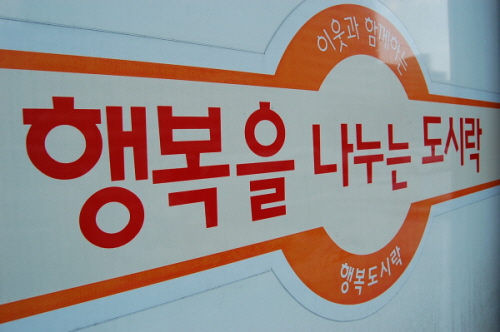 이웃과 함께하는
행복을 나누는 도시락
행복도시락